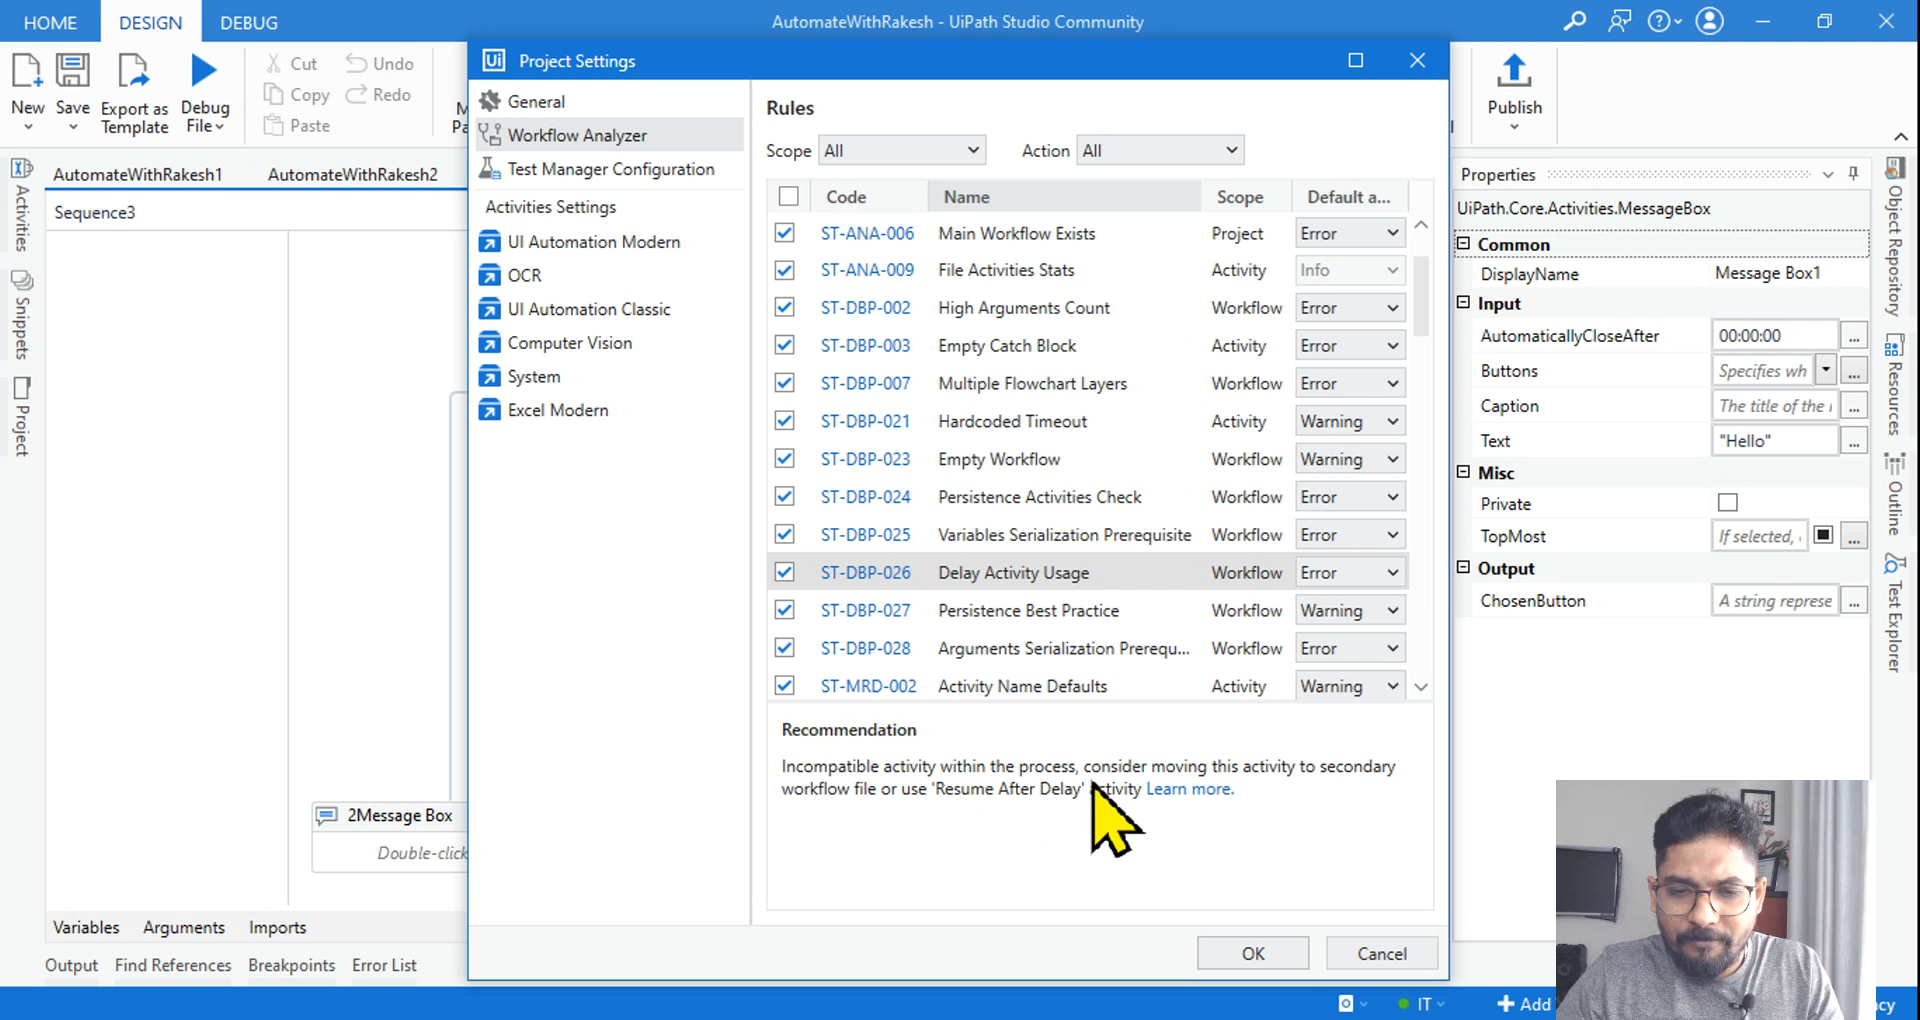 HOME DESIGN DEBUG AutomateWithRakesh - UiPath Studio Community
New Save Export as Template Debug File
Cut Undo
Copy Redo
Paste
Publish
AutomateWithRakesh1 AutomateWithRakesh2
Sequence3
Activities
Snippets
Project
2Message Box
Double-click
Variables Arguments Imports
Output Find References Breakpoints Error List
Ui Project Settings
General
Workflow Analyzer
Test Manager Configuration
Activities Settings
UI Automation Modern
OCR
UI Automation Classic
Computer Vision
System
Excel Modern
Rules
Scope All Action All
Code Name Scope Default a...
ST-ANA-006 Main Workflow Exists Project Error
ST-ANA-009 File Activities Stats Activity Info
ST-DBP-002 High Arguments Count Workflow Error
ST-DBP-003 Empty Catch Block Activity Error
ST-DBP-007 Multiple Flowchart Layers Workflow Error
ST-DBP-021 Hardcoded Timeout Activity Warning
ST-DBP-023 Empty Workflow Workflow Warning
ST-DBP-024 Persistence Activities Check Workflow Error
ST-DBP-025 Variables Serialization Prerequisite Workflow Error
ST-DBP-026 Delay Activity Usage Workflow Error
ST-DBP-027 Persistence Best Practice Workflow Warning
ST-DBP-028 Arguments Serialization Prerequ... Workflow Error
ST-MRD-002 Activity Name Defaults Activity Warning
Recommendation
Incompatible activity within the process, consider moving this activity to secondary
workflow file or use 'Resume After Delay' activity Learn more.
OK Cancel
Properties
UiPath.Core.Activities.MessageBox
Common
DisplayName Message Box1
Input
AutomaticallyCloseAfter 00:00:00 ...
Buttons Specifies wh ...
Caption The title of the ...
Text "Hello" ...
Misc
Private
TopMost If selected, ...
Output
ChosenButton A string represe ...
Object Repository
Resources
Outline
Test Explorer
IT Add